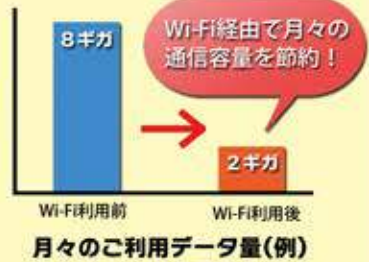 Wi-Fi経由で月々の
通信容量を節約！
8ギガ
2ギガ
Wi-Fi利用前
Wi-Fi利用後
月々のご利用データ量(例)